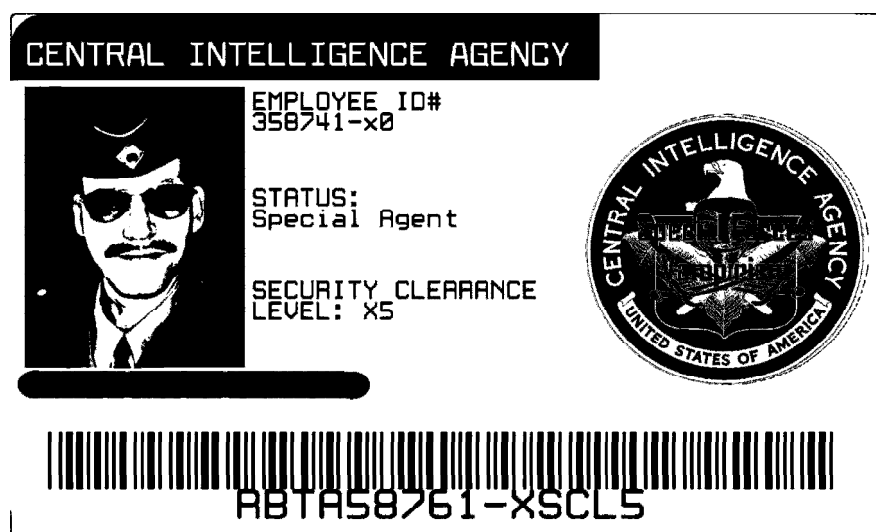 CENTRAL INTELLIGENCE AGENCY
EMPLOYEE ID#
358741-x0
STATUS:
Special Agent
SECURITY CLEARANCE
LEVEL: X5
CENTRAL INTELLIGENCE AGENCY
UNITED STATES OF AMERICA
ABTA58761-XSCL5